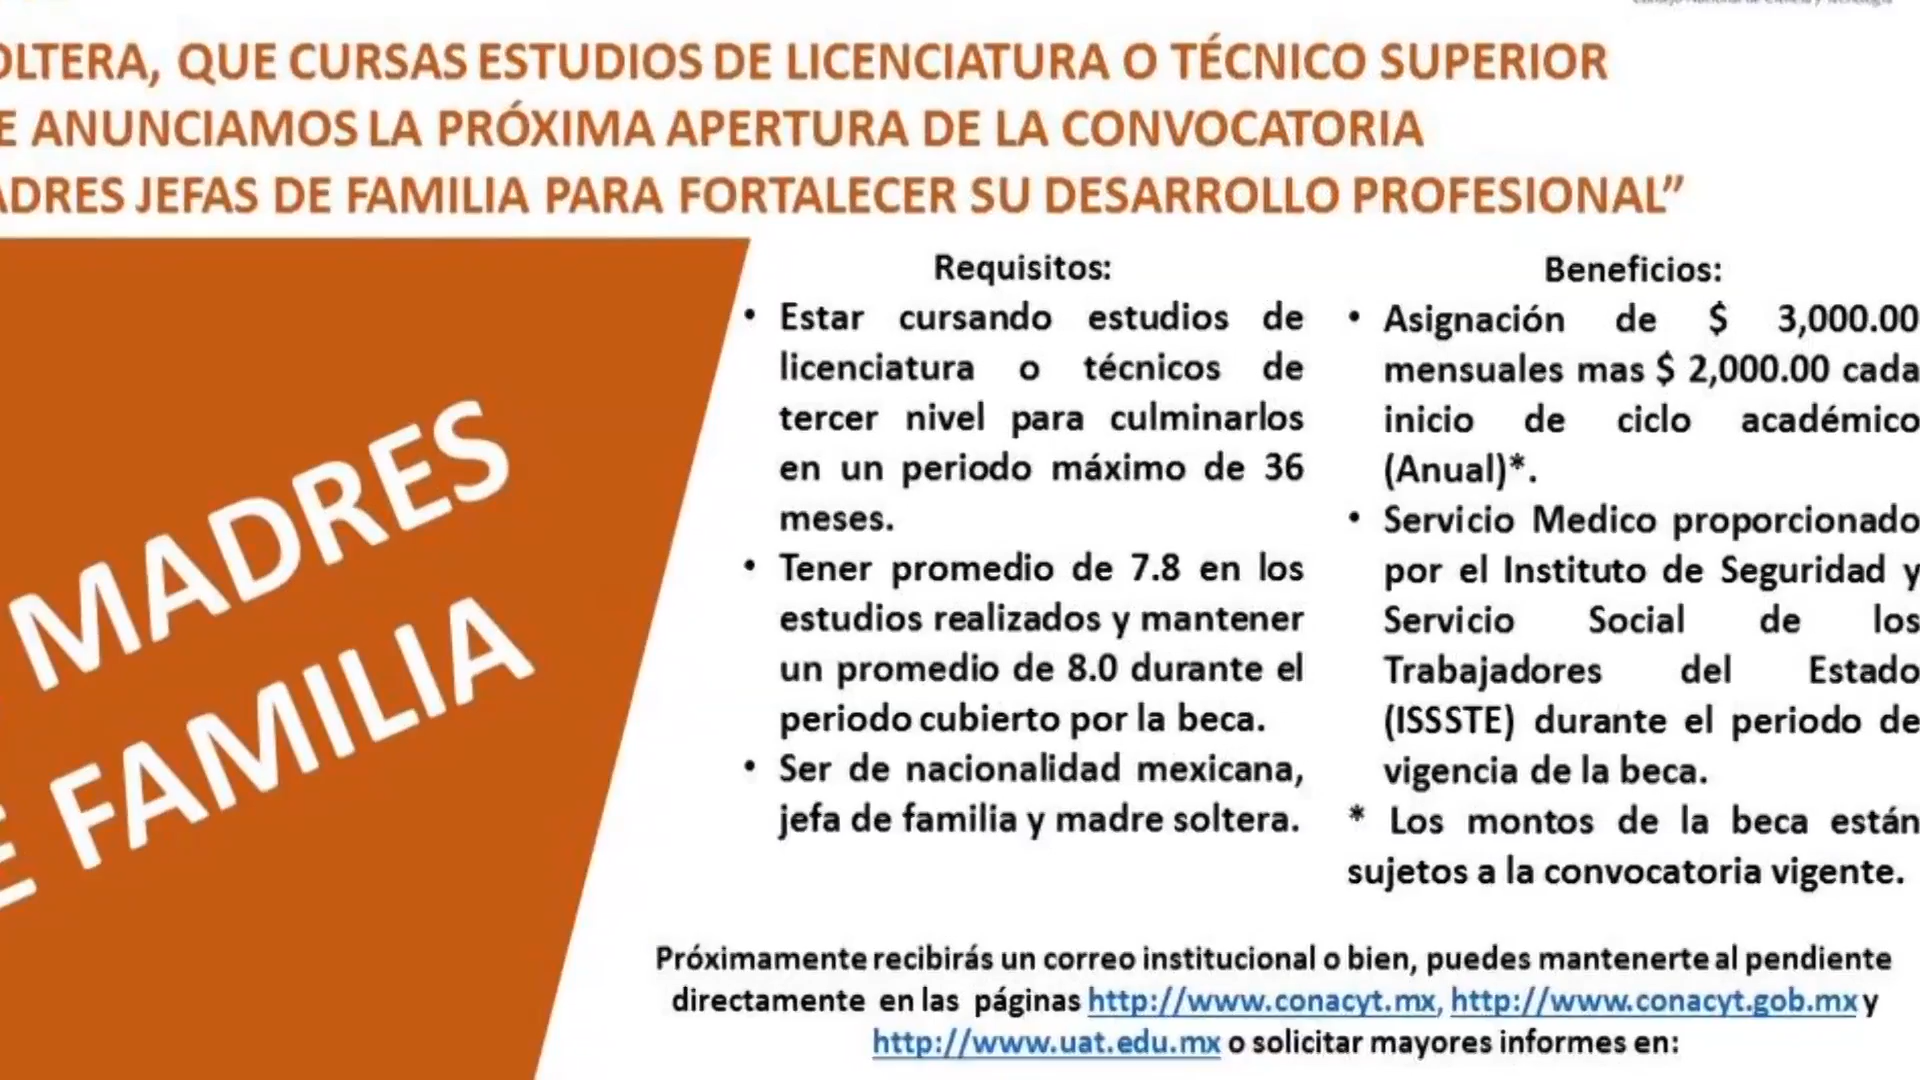 Consejo Nacional de Ciencia y Tecnología
OLTERA, QUE CURSAS ESTUDIOS DE LICENCIATURA O TÉCNICO SUPERIOR
E ANUNCIAMOS LA PRÓXIMA APERTURA DE LA CONVOCATORIA
ADRES JEFAS DE FAMILIA PARA FORTALECER SU DESARROLLO PROFESIONAL”
MADRES
E FAMILIA
Requisitos:
• Estar cursando estudios de
licenciatura o técnicos de
tercer nivel para culminarlos
en un periodo máximo de 36
meses.
• Tener promedio de 7.8 en los
estudios realizados y mantener
un promedio de 8.0 durante el
periodo cubierto por la beca.
• Ser de nacionalidad mexicana,
jefa de familia y madre soltera.
Beneficios:
• Asignación de $ 3,000.00
mensuales mas $ 2,000.00 cada
inicio de ciclo académico
(Anual)*.
• Servicio Medico proporcionado
por el Instituto de Seguridad y
Servicio Social de los
Trabajadores del Estado
(ISSSTE) durante el periodo de
vigencia de la beca.
* Los montos de la beca están
sujetos a la convocatoria vigente.
Próximamente recibirás un correo institucional o bien, puedes mantenerte al pendiente
directamente en las páginas http://www.conacyt.mx, http://www.conacyt.gob.mx y
http://www.uat.edu.mx o solicitar mayores informes en: